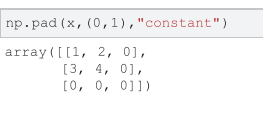 np.pad(x,(0,1),"constant")
array([[1, 2, 0],
       [3, 4, 0],
       [0, 0, 0]])